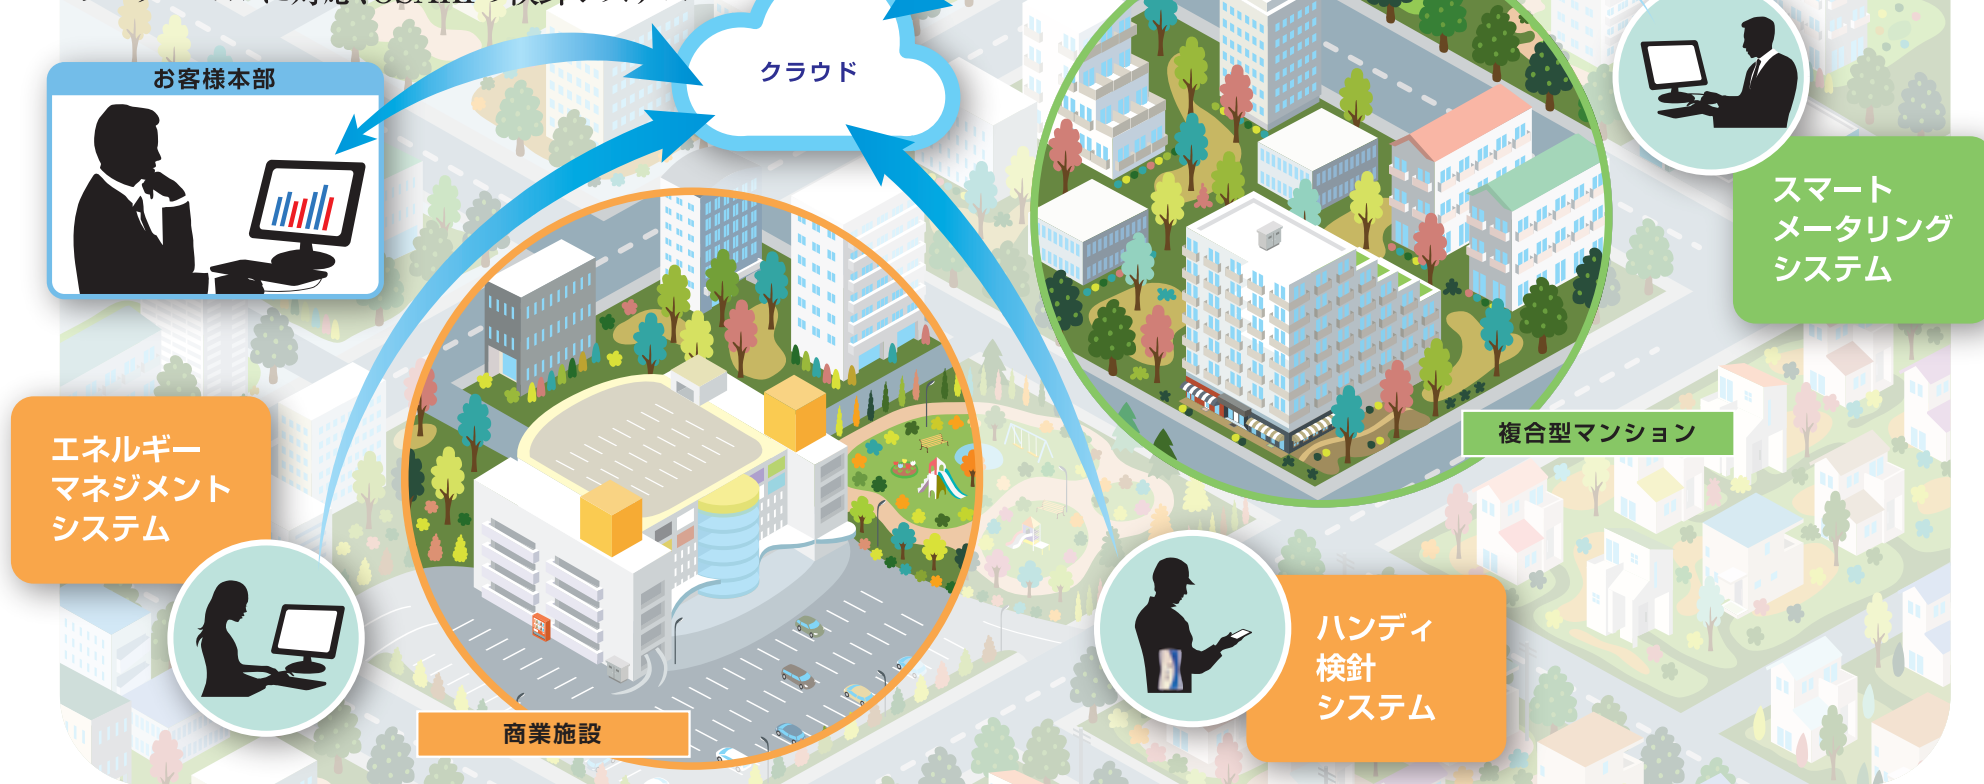 クラウド
お客様本部
スマート
メータリング
システム
複合型マンション
エネルギー
マネジメント
システム
ハンディ
検針
システム
商業施設